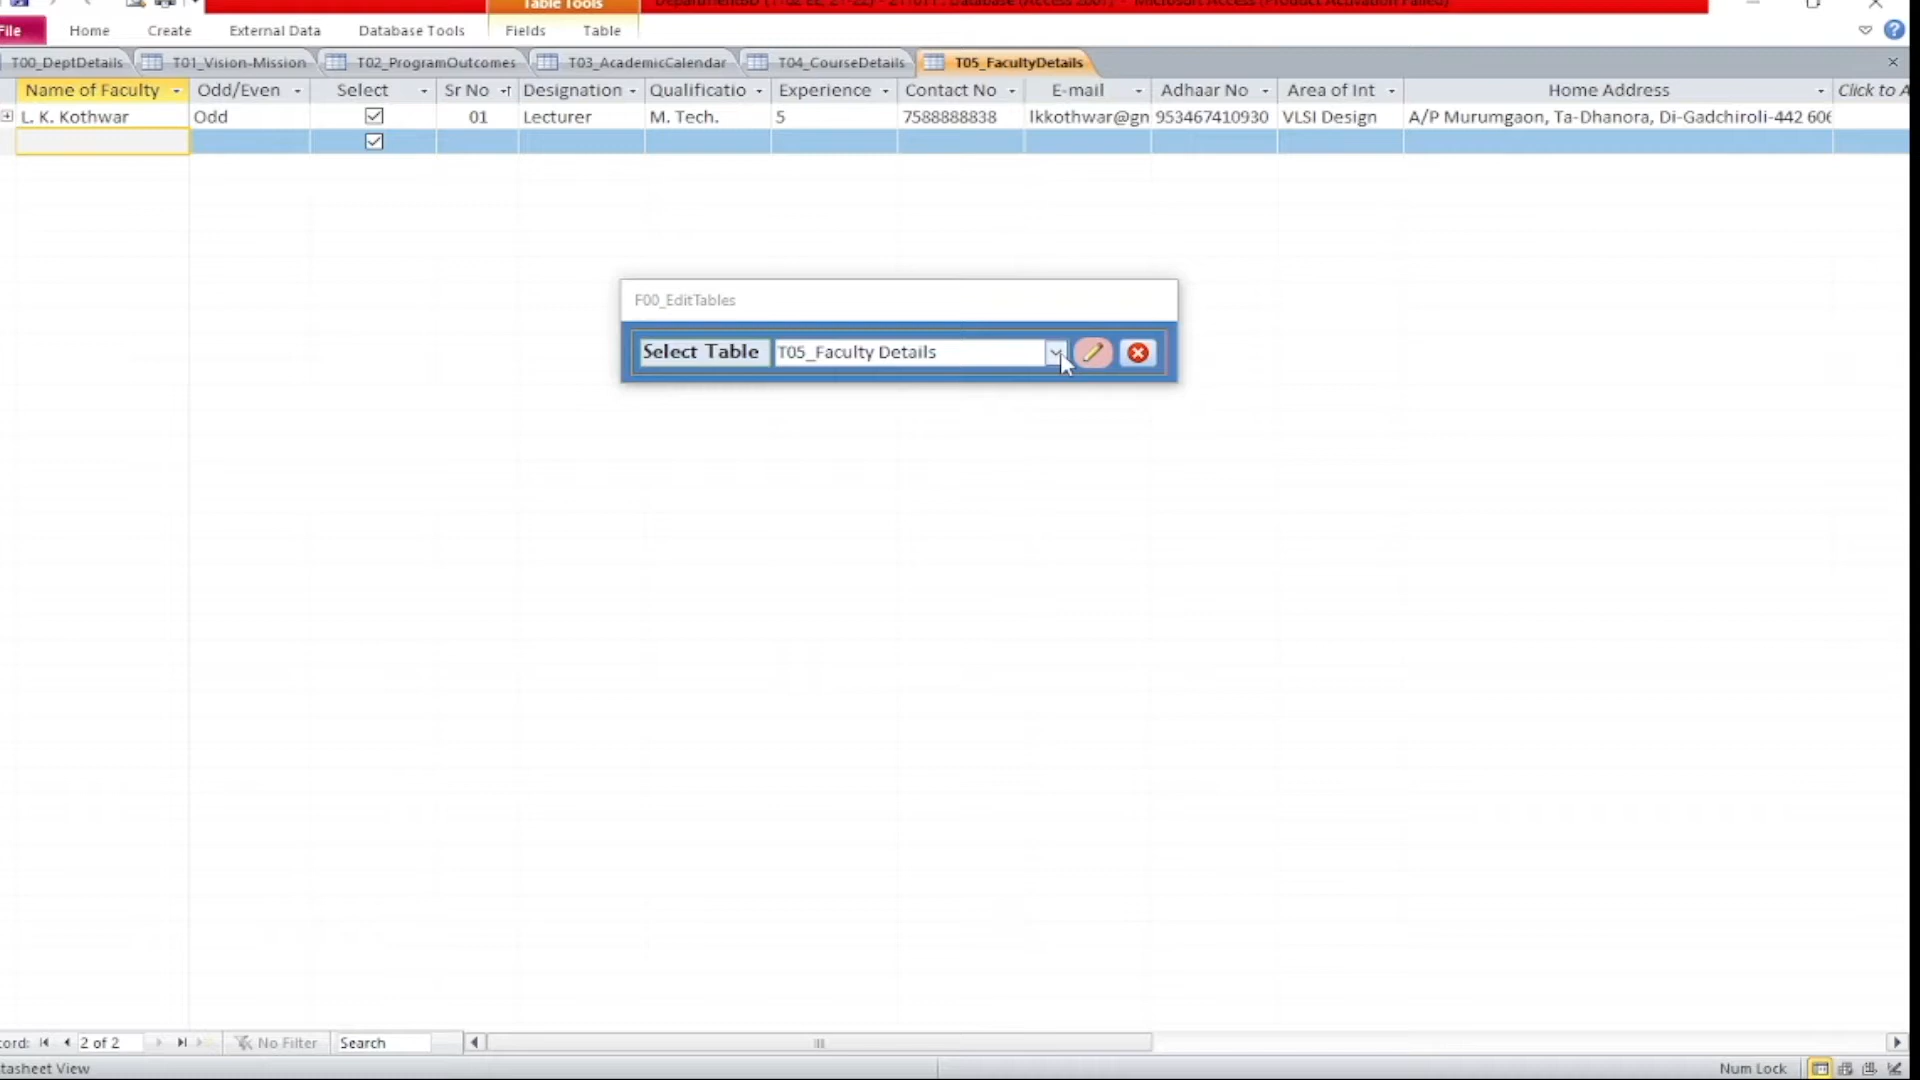 Table Tools
File Home Create External Data Database Tools Fields Table
T00_DeptDetails T01_Vision-Mission T02_ProgramOutcomes T03_AcademicCalendar T04_CourseDetails T05_FacultyDetails
Name of Faculty Odd/Even Select Sr No Designation Qualificatio Experience Contact No E-mail Adhaar No Area of Int Home Address Click to A
L. K. Kothwar Odd 01 Lecturer M. Tech. 5 7588888838 lkkothwar@gn 953467410930 VLSI Design A/P Murumgaon, Ta-Dhanora, Di-Gadchiroli-442 606
F00_EditTables
Select Table T05_Faculty Details
cord: 2 of 2 No Filter Search
tasheet View Num Lock